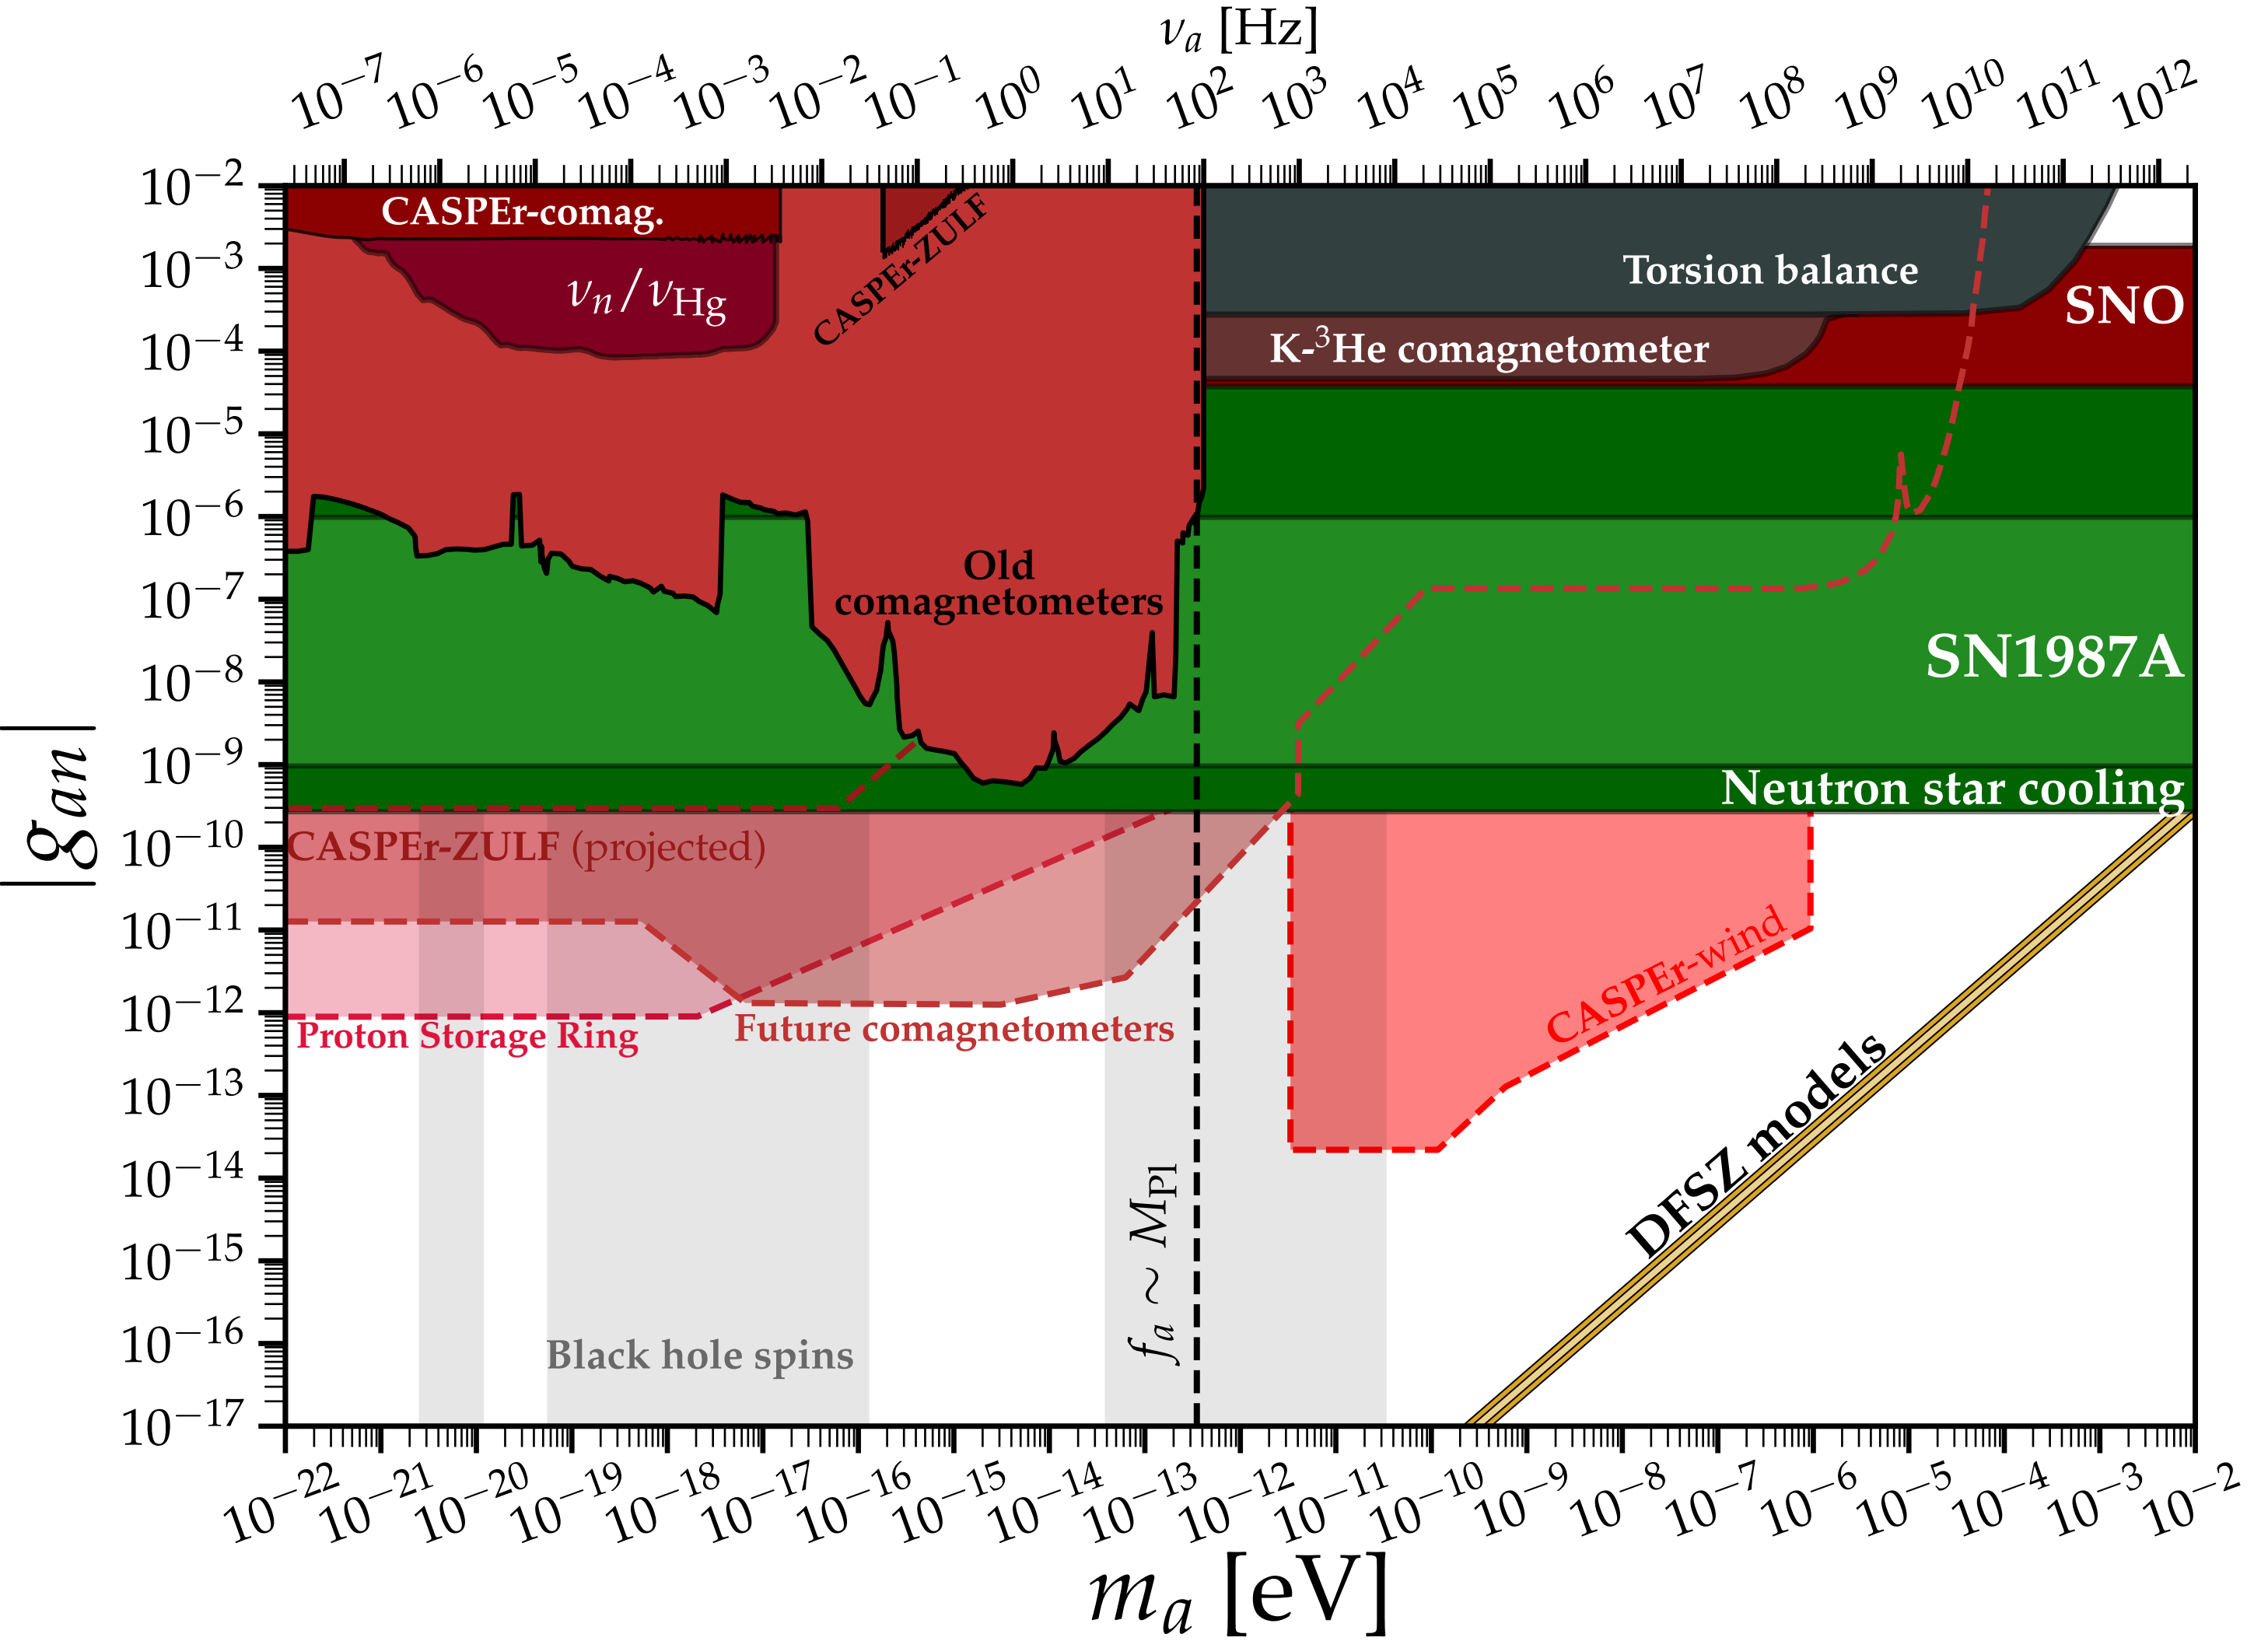 ν_a [Hz]
10^−7 10^−6 10^−5 10^−4 10^−3 10^−2 10^−1 10^0 10^1 10^2 10^3 10^4 10^5 10^6 10^7 10^8 10^9 10^10 10^11 10^12
10^−2
10^−3
10^−4
10^−5
10^−6
10^−7
10^−8
10^−9
10^−10
10^−11
10^−12
10^−13
10^−14
10^−15
10^−16
10^−17
|g_an|
CASPEr-comag.
ν_n/ν_Hg
CASPEr-ZULF
Torsion balance
SNO
K-³He comagnetometer
Old
comagnetometers
SN1987A
Neutron star cooling
CASPEr-ZULF (projected)
Proton Storage Ring
Future comagnetometers
CASPEr-wind
DFSZ models
f_a ∼ M_Pl
Black hole spins
10^−22 10^−21 10^−20 10^−19 10^−18 10^−17 10^−16 10^−15 10^−14 10^−13 10^−12 10^−11 10^−10 10^−9 10^−8 10^−7 10^−6 10^−5 10^−4 10^−3 10^−2
m_a [eV]